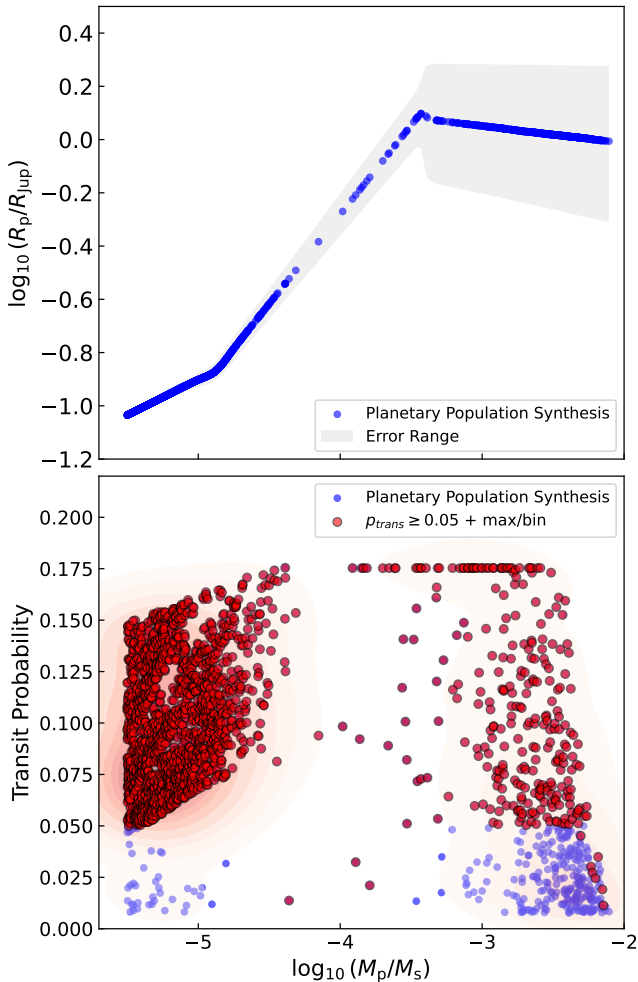 0.4
0.2
0.0
−0.2
−0.4
−0.6
−0.8
−1.0
−1.2
log₁₀ (Rₚ/R_Jup)
Planetary Population Synthesis
Error Range
0.200
0.175
0.150
0.125
0.100
0.075
0.050
0.025
0.000
Transit Probability
Planetary Population Synthesis
p_trans ≥ 0.05 + max/bin
−5 −4 −3 −2
log₁₀ (Mₚ/Mₛ)